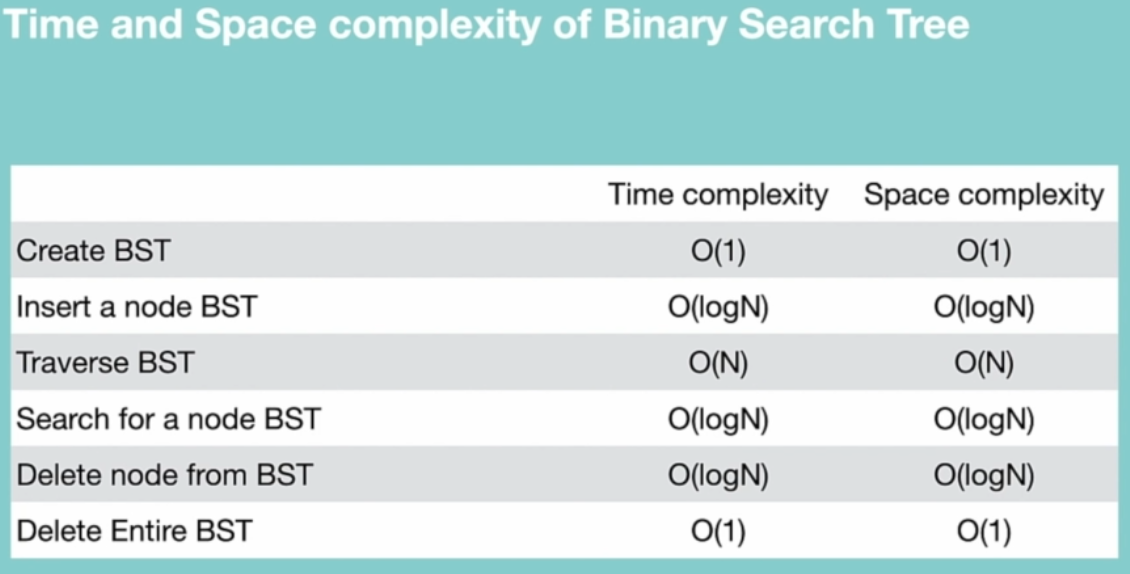 Time and Space complexity of Binary Search Tree
Time complexity Space complexity
Create BST O(1) O(1)
Insert a node BST O(logN) O(logN)
Traverse BST O(N) O(N)
Search for a node BST O(logN) O(logN)
Delete node from BST O(logN) O(logN)
Delete Entire BST O(1) O(1)